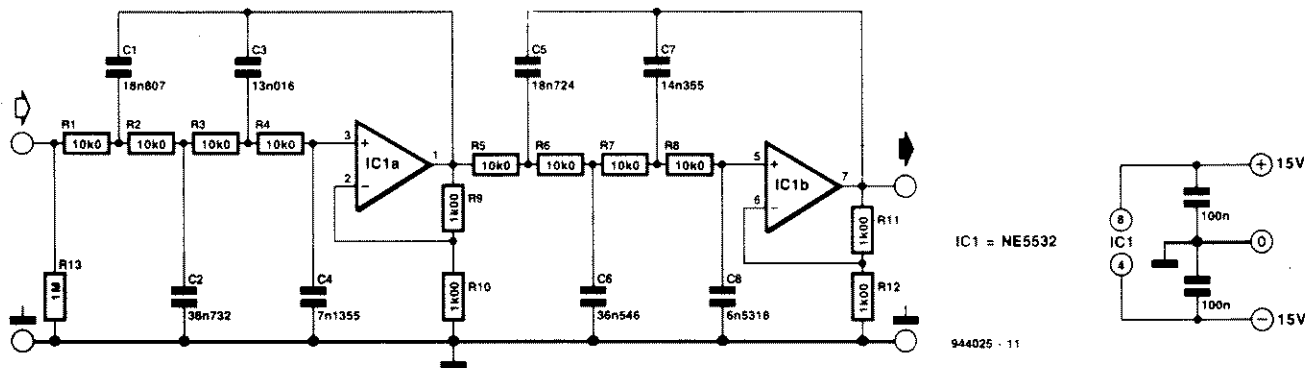 C1
18n607
C3
13n016
C5
18n724
C7
14n355
R1
10k0
R2
10k0
R3
10k0
R4
10k0
3
+
2
−
IC1a
1
R5
10k0
R6
10k0
R7
10k0
R8
10k0
5
+
6
−
IC1b
7
R9
1k00
R10
1k00
R11
1k00
R12
1k00
R13
1M
C2
38n732
C4
7n1355
C6
36n546
C8
6n5316
IC1 = NE5532
944025 - 11
8
IC1
4
100n
100n
+ 15V
0
− 15V